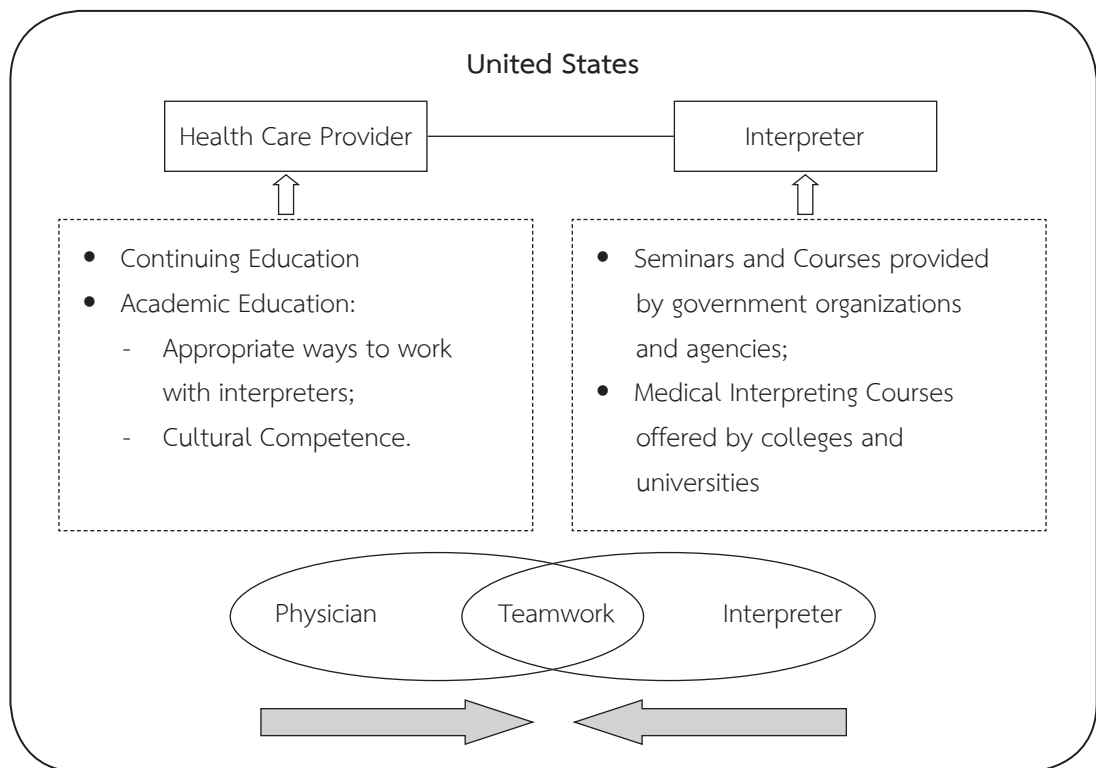 United States
Health Care Provider
Interpreter
• Continuing Education
• Academic Education:
- Appropriate ways to work
with interpreters;
- Cultural Competence.
• Seminars and Courses provided
by government organizations
and agencies;
• Medical Interpreting Courses
offered by colleges and
universities
Physician
Teamwork
Interpreter